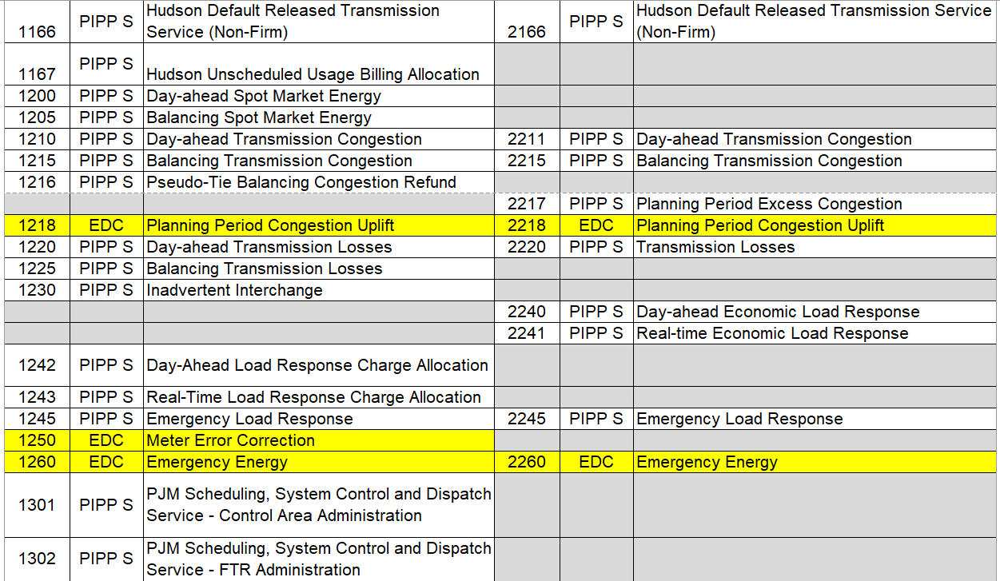 1166 PIPP S Hudson Default Released Transmission Service (Non-Firm) 2166 PIPP S Hudson Default Released Transmission Service (Non-Firm)
1167 PIPP S Hudson Unscheduled Usage Billing Allocation
1200 PIPP S Day-ahead Spot Market Energy
1205 PIPP S Balancing Spot Market Energy
1210 PIPP S Day-ahead Transmission Congestion 2211 PIPP S Day-ahead Transmission Congestion
1215 PIPP S Balancing Transmission Congestion 2215 PIPP S Balancing Transmission Congestion
1216 PIPP S Pseudo-Tie Balancing Congestion Refund
2217 PIPP S Planning Period Excess Congestion
1218 EDC Planning Period Congestion Uplift 2218 EDC Planning Period Congestion Uplift
1220 PIPP S Day-ahead Transmission Losses 2220 PIPP S Transmission Losses
1225 PIPP S Balancing Transmission Losses
1230 PIPP S Inadvertent Interchange
2240 PIPP S Day-ahead Economic Load Response
2241 PIPP S Real-time Economic Load Response
1242 PIPP S Day-Ahead Load Response Charge Allocation
1243 PIPP S Real-Time Load Response Charge Allocation
1245 PIPP S Emergency Load Response 2245 PIPP S Emergency Load Response
1250 EDC Meter Error Correction
1260 EDC Emergency Energy 2260 EDC Emergency Energy
1301 PIPP S PJM Scheduling, System Control and Dispatch Service - Control Area Administration
1302 PIPP S PJM Scheduling, System Control and Dispatch Service - FTR Administration